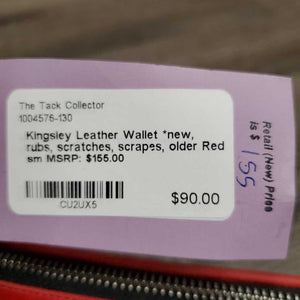 The Tack Collector
1004576-130
Kingsley Leather Wallet *new,
rubs, scratches, scrapes, older Red
sm MSRP: $155.00
$90.00
CU2UX5
Retail (New) Price
is $ 155